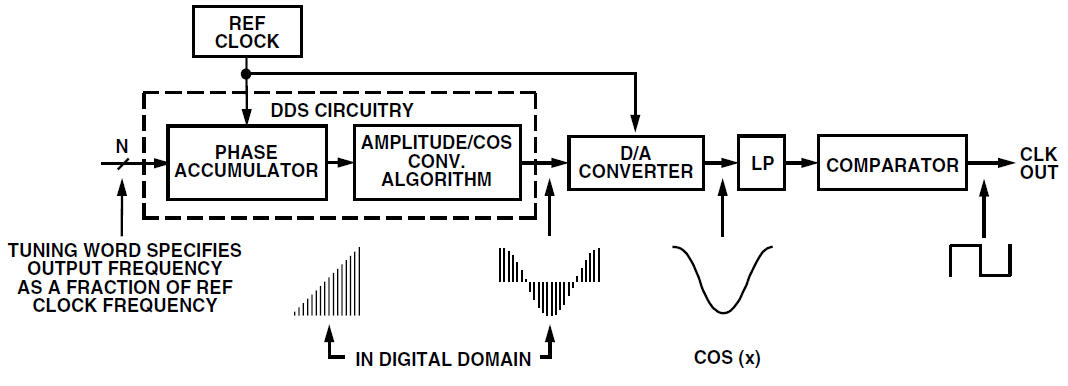 REF
CLOCK
DDS CIRCUITRY
N
PHASE
ACCUMULATOR
AMPLITUDE/COS
CONV.
ALGORITHM
D/A
CONVERTER
LP
COMPARATOR
CLK
OUT
TUNING WORD SPECIFIES
OUTPUT FREQUENCY
AS A FRACTION OF REF
CLOCK FREQUENCY
IN DIGITAL DOMAIN
COS (x)